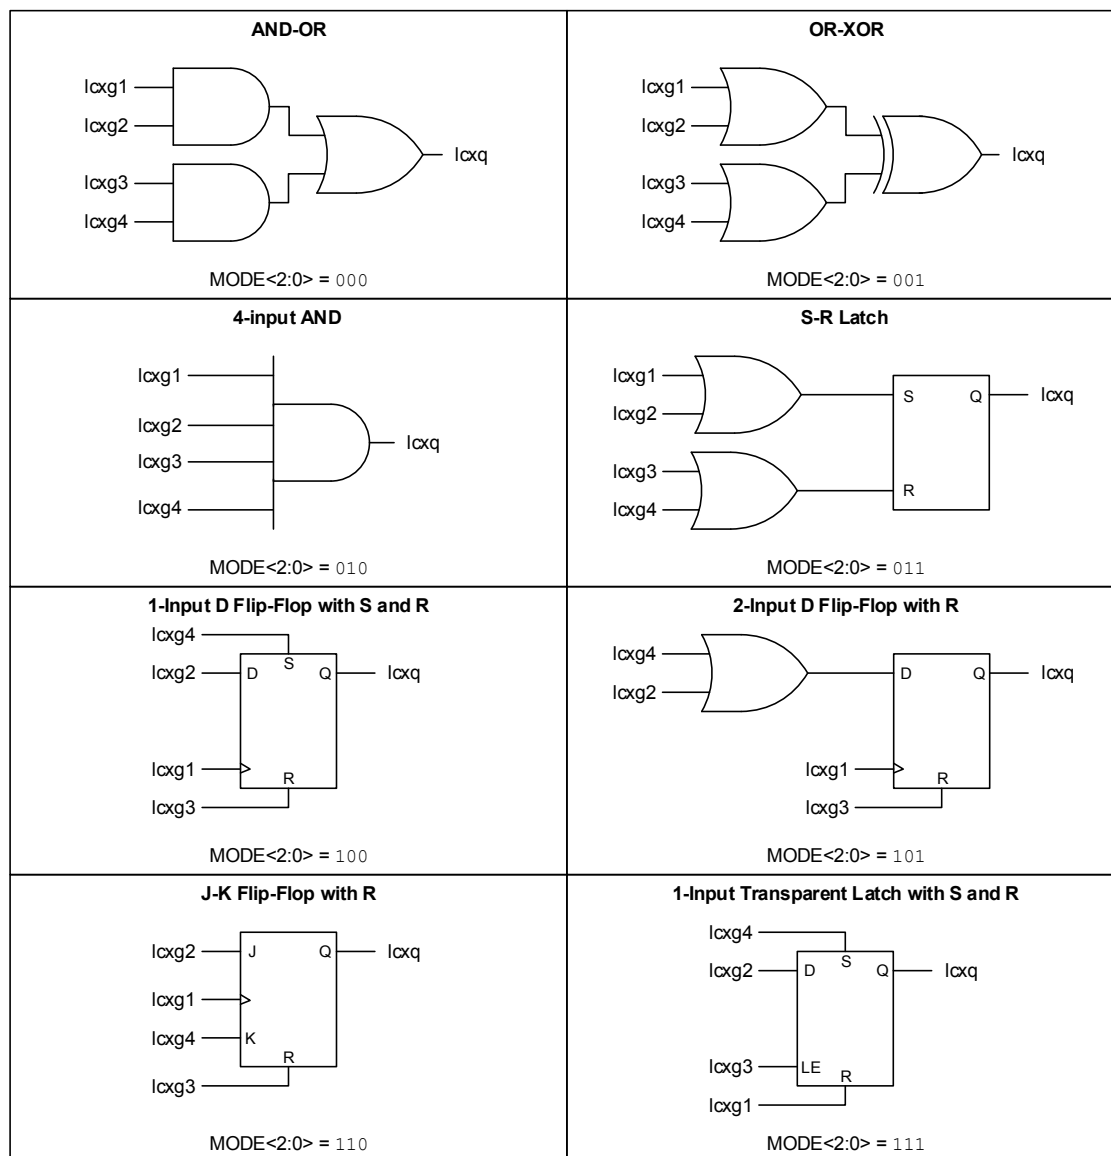 AND-OR
lcxg1
lcxg2
lcxq
lcxg3
lcxg4
MODE<2:0> = 000
OR-XOR
lcxg1
lcxg2
lcxq
lcxg3
lcxg4
MODE<2:0> = 001
4-input AND
lcxg1
lcxg2
lcxq
lcxg3
lcxg4
MODE<2:0> = 010
S-R Latch
lcxg1
S Q lcxq
lcxg2
lcxg3
R
lcxg4
MODE<2:0> = 011
1-Input D Flip-Flop with S and R
lcxg4
S
lcxg2 D Q lcxq
lcxg1
R
lcxg3
MODE<2:0> = 100
2-Input D Flip-Flop with R
lcxg4
D Q lcxq
lcxg2
lcxg1
R
lcxg3
MODE<2:0> = 101
J-K Flip-Flop with R
lcxg2 J Q lcxq
lcxg1
lcxg4 K
R
lcxg3
MODE<2:0> = 110
1-Input Transparent Latch with S and R
lcxg4
S
lcxg2 D Q lcxq
lcxg3 LE
R
lcxg1
MODE<2:0> = 111